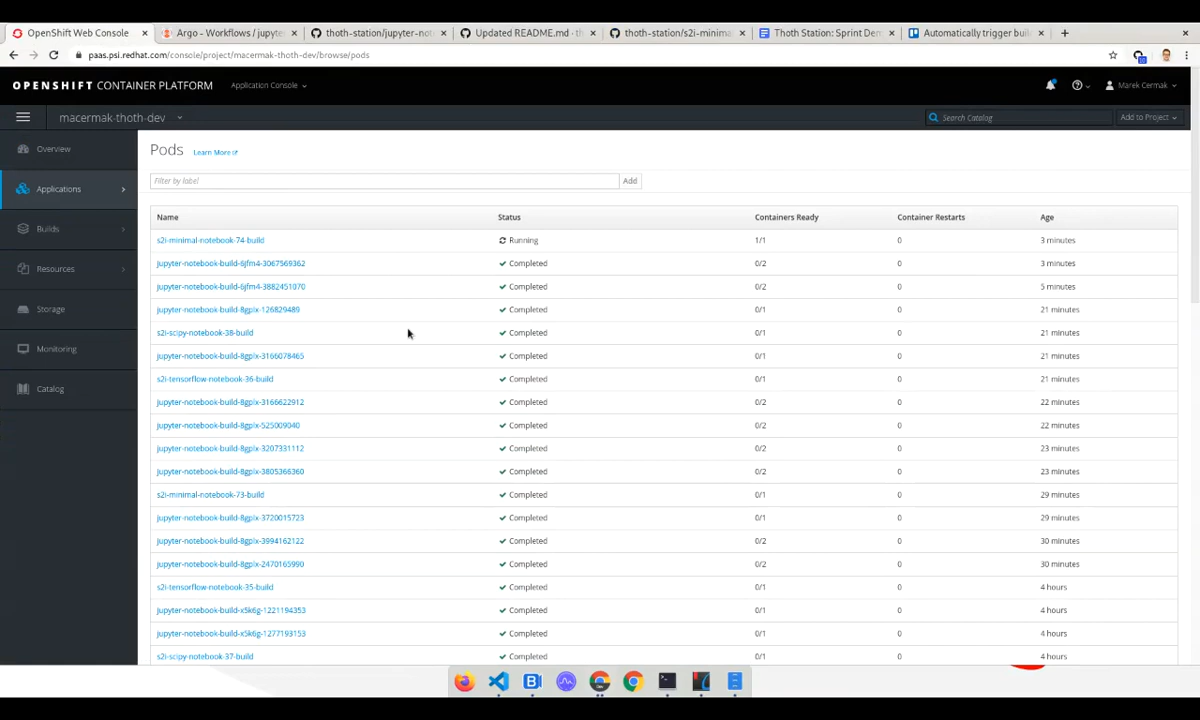 OpenShift Web Console
Argo - Workflows / jupyter
thoth-station/jupyter-not
Updated README.md · th
thoth-station/s2i-minima
Thoth Station: Sprint Dem
Automatically trigger buil
paas.psi.redhat.com/console/project/macermak-thoth-dev/browse/pods
OPENSHIFT CONTAINER PLATFORM
Application Console
Marek Cermak
macermak-thoth-dev
Search Catalog
Add to Project
Overview
Applications
Builds
Resources
Storage
Monitoring
Catalog
Pods Learn More
Filter by label Add
Name Status Containers Ready Container Restarts Age
s2i-minimal-notebook-74-build Running 1/1 0 3 minutes
jupyter-notebook-build-6jfm4-3067569362 Completed 0/2 0 3 minutes
jupyter-notebook-build-6jfm4-3882451070 Completed 0/2 0 5 minutes
jupyter-notebook-build-8gplx-126829489 Completed 0/1 0 21 minutes
s2i-scipy-notebook-38-build Completed 0/1 0 21 minutes
jupyter-notebook-build-8gplx-3166078465 Completed 0/1 0 21 minutes
s2i-tensorflow-notebook-36-build Completed 0/1 0 21 minutes
jupyter-notebook-build-8gplx-3166622912 Completed 0/2 0 22 minutes
jupyter-notebook-build-8gplx-525009040 Completed 0/2 0 22 minutes
jupyter-notebook-build-8gplx-3207331112 Completed 0/2 0 23 minutes
jupyter-notebook-build-8gplx-3805366360 Completed 0/2 0 23 minutes
s2i-minimal-notebook-73-build Completed 0/1 0 29 minutes
jupyter-notebook-build-8gplx-3720015723 Completed 0/1 0 29 minutes
jupyter-notebook-build-8gplx-3994162122 Completed 0/2 0 30 minutes
jupyter-notebook-build-8gplx-2470165990 Completed 0/2 0 30 minutes
s2i-tensorflow-notebook-35-build Completed 0/1 0 4 hours
jupyter-notebook-build-x5k6g-1221194353 Completed 0/1 0 4 hours
jupyter-notebook-build-x5k6g-1277193153 Completed 0/1 0 4 hours
s2i-scipy-notebook-37-build Completed 0/1 0 4 hours